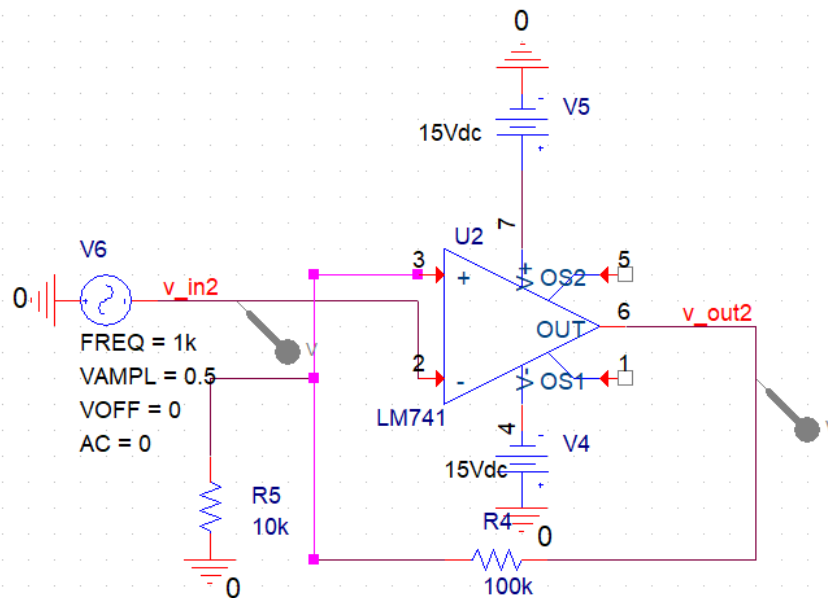 0
V5
15Vdc
-
+
7
U2
V6
3
5
+
V+
OS2
0
v_in2
6
v_out2
OUT
FREQ = 1k
V
2
1
VAMPL = 0.5
-
V-
OS1
VOFF = 0
LM741
AC = 0
4
-
V4
V
15Vdc
+
R5
10k
R4
0
0
100k